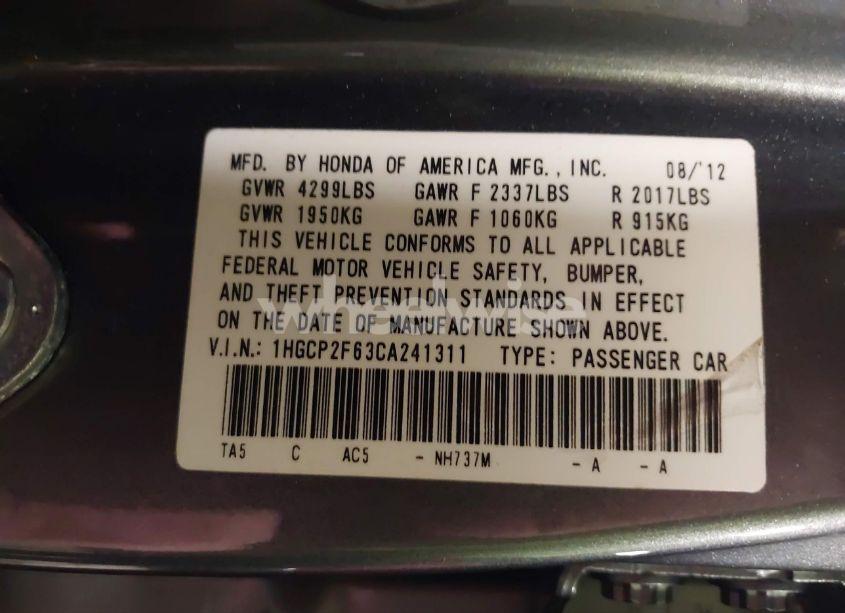 MFD. BY HONDA OF AMERICA MFG., INC. 08/'12
GVWR 4299LBS GAWR F 2337LBS R 2017LBS
GVWR 1950KG GAWR F 1060KG R 915KG
THIS VEHICLE CONFORMS TO ALL APPLICABLE
FEDERAL MOTOR VEHICLE SAFETY, BUMPER,
AND THEFT PREVENTION STANDARDS IN EFFECT
ON THE DATE OF MANUFACTURE SHOWN ABOVE.
wheelwise
V.I.N.: 1HGCP2F63CA241311 TYPE: PASSENGER CAR
TA5 C AC5 - NH737M - A - A